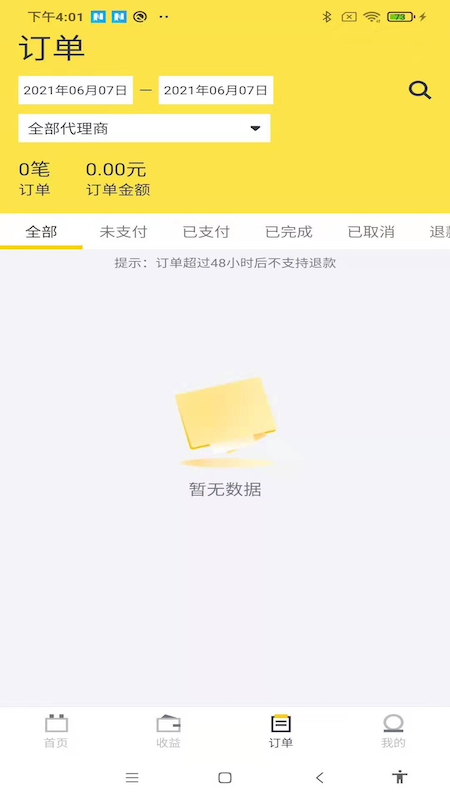 下午4:01
73
订单
2021年06月07日 — 2021年06月07日
全部代理商
0笔 0.00元
订单 订单金额
全部 未支付 已支付 已完成 已取消 退款
提示：订单超过48小时后不支持退款
暂无数据
首页 收益 订单 我的